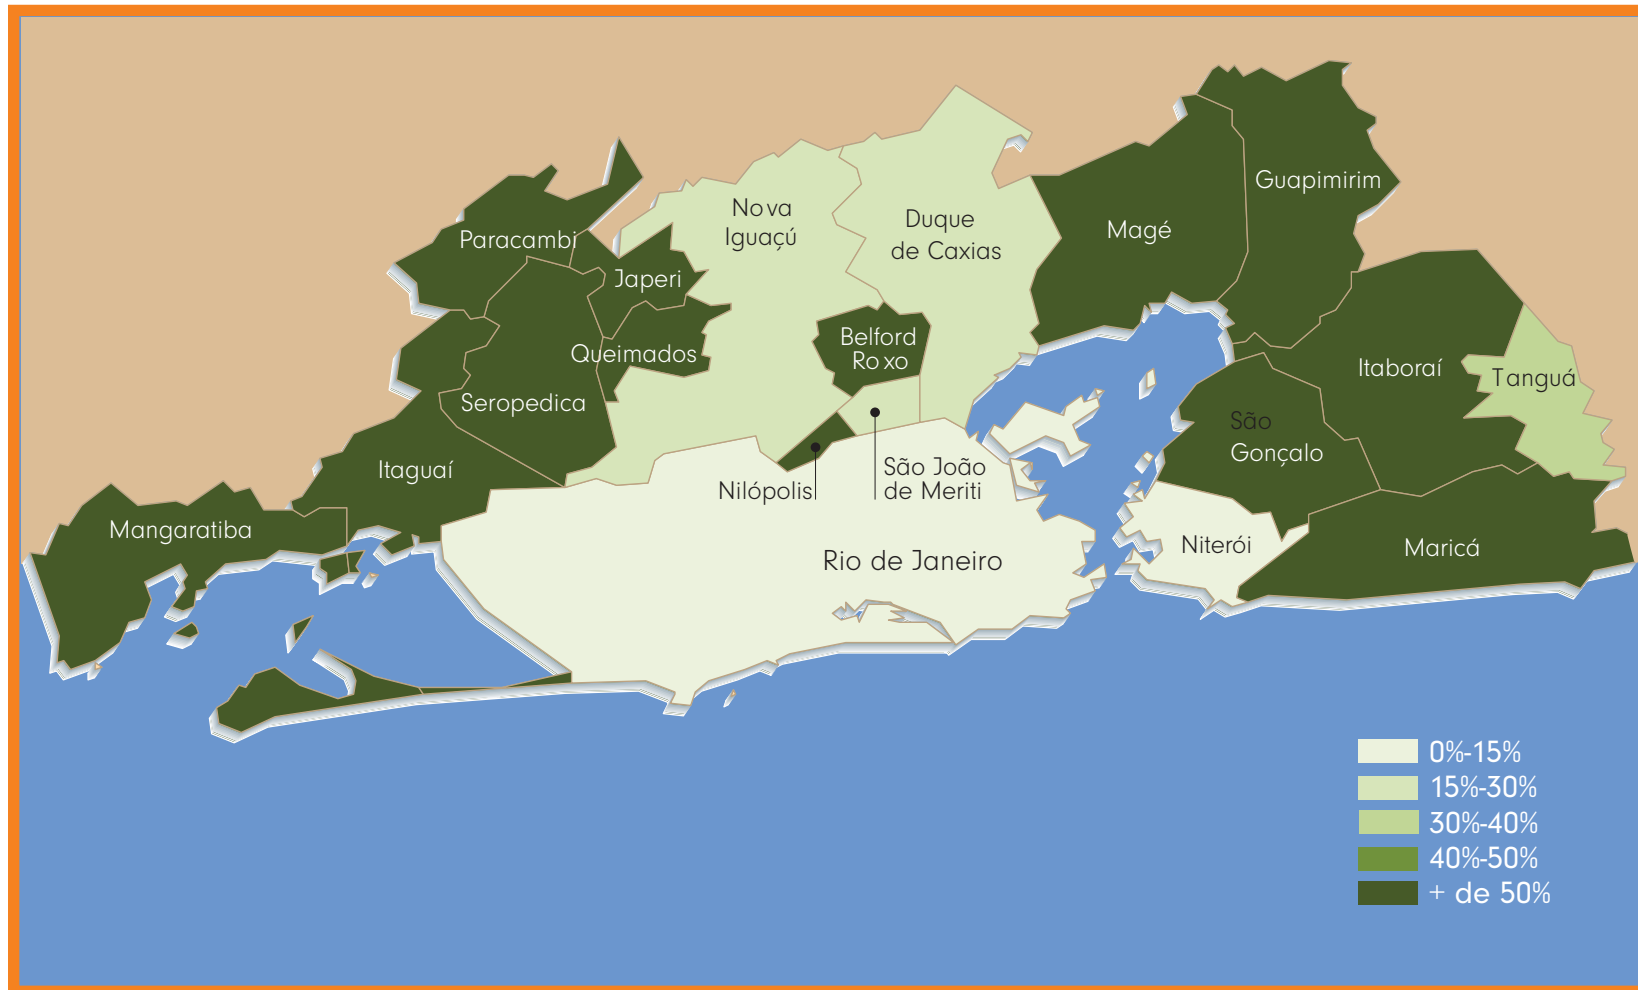 Guapimirim
Nova
Iguaçú
Duque
de Caxias
Magé
Paracambi
Japeri
Belford
Roxo
Queimados
Itaboraí
Tanguá
Seropedica
São
Gonçalo
Itaguaí
São João
de Meriti
Nilópolis
Mangaratiba
Rio de Janeiro
Niterói
Maricá
0%-15%
15%-30%
30%-40%
40%-50%
+ de 50%